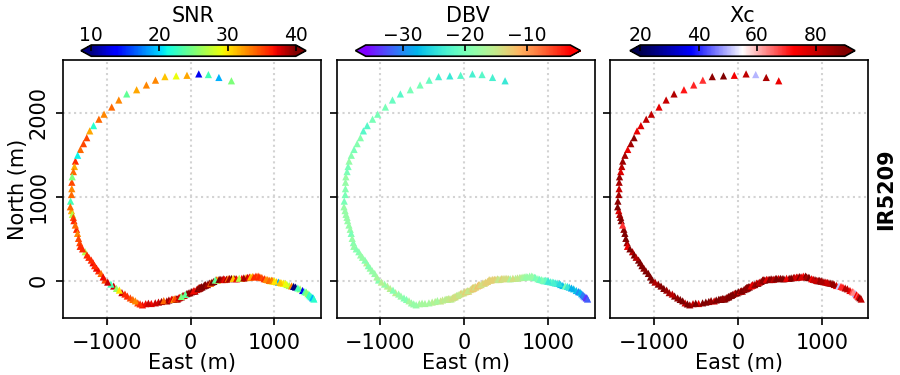 SNR DBV Xc
10 20 30 40 −30 −20 −10 20 40 60 80
North (m)
2000
1000
0
−1000 0 1000 −1000 0 1000 −1000 0 1000
East (m) East (m) East (m)
IR5209